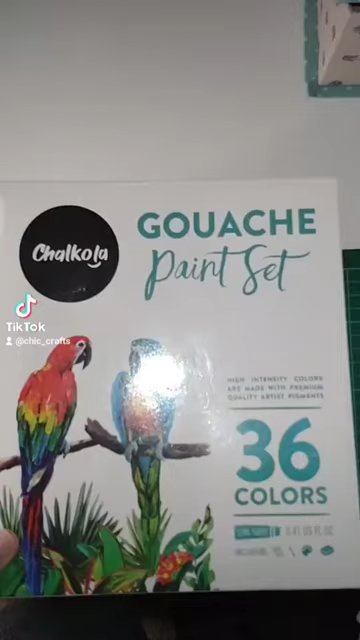 GOUACHE
Chalkola
Paint Set
TikTok
@chic_crafts
HIGH INTENSITY COLORS
ARE MADE WITH PREMIUM
QUALITY ARTIST PIGMENTS
36
COLORS